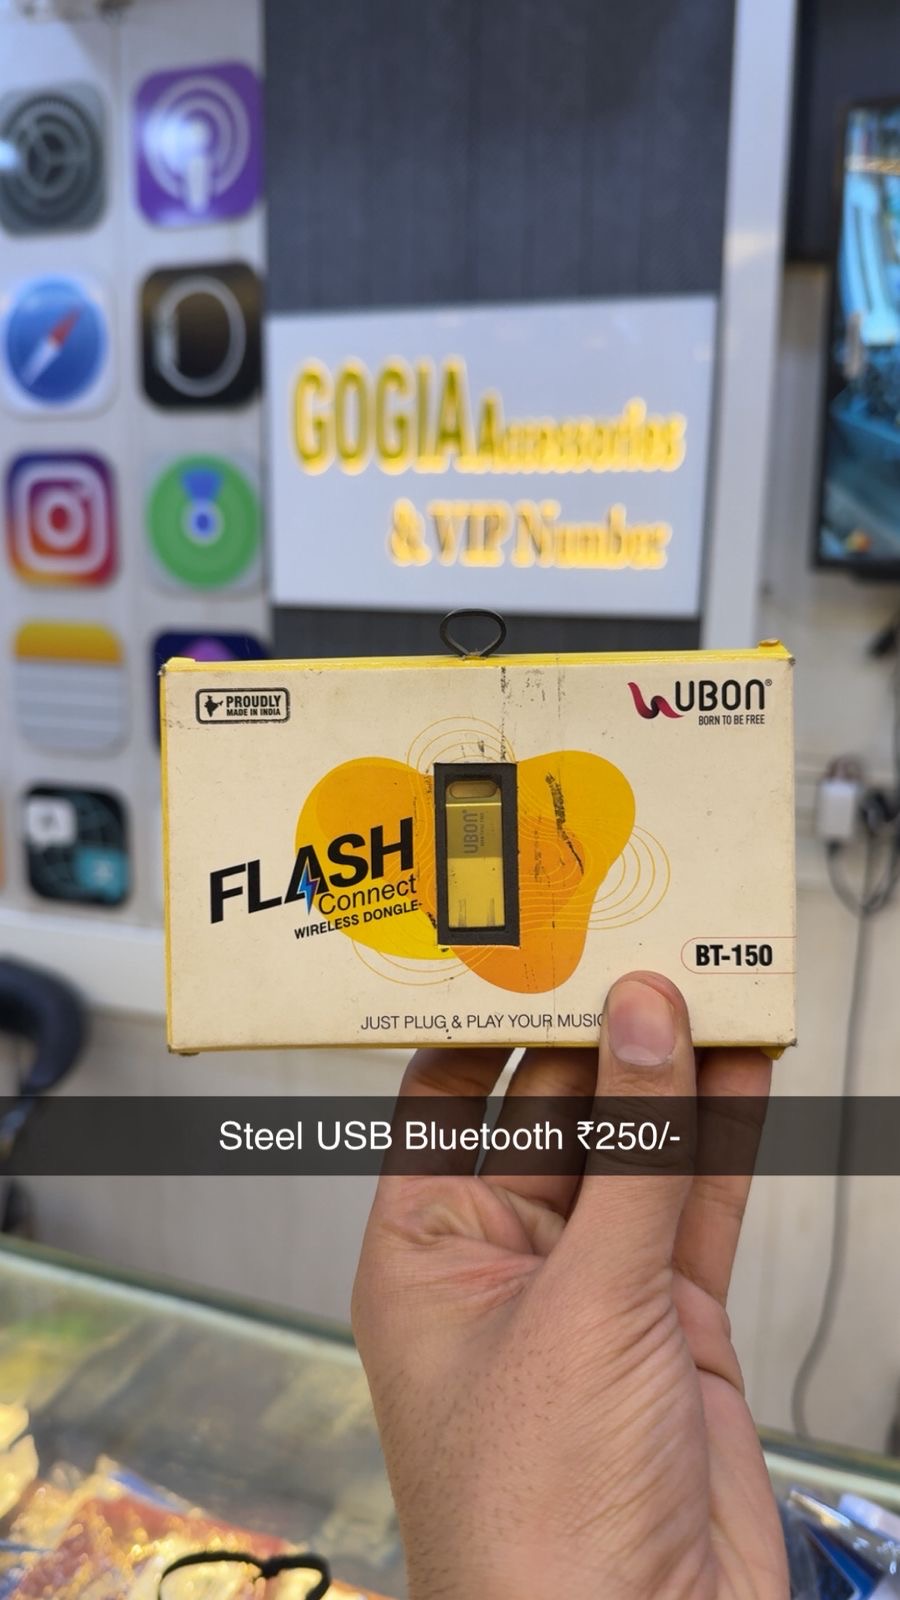 GOGIA Accessories
& VIP Number
PROUDLY
MADE IN INDIA
UBON®
BORN TO BE FREE
UBON
FLASH
Connect
WIRELESS DONGLE
BT-150
JUST PLUG & PLAY YOUR MUSIC
Steel USB Bluetooth ₹250/-